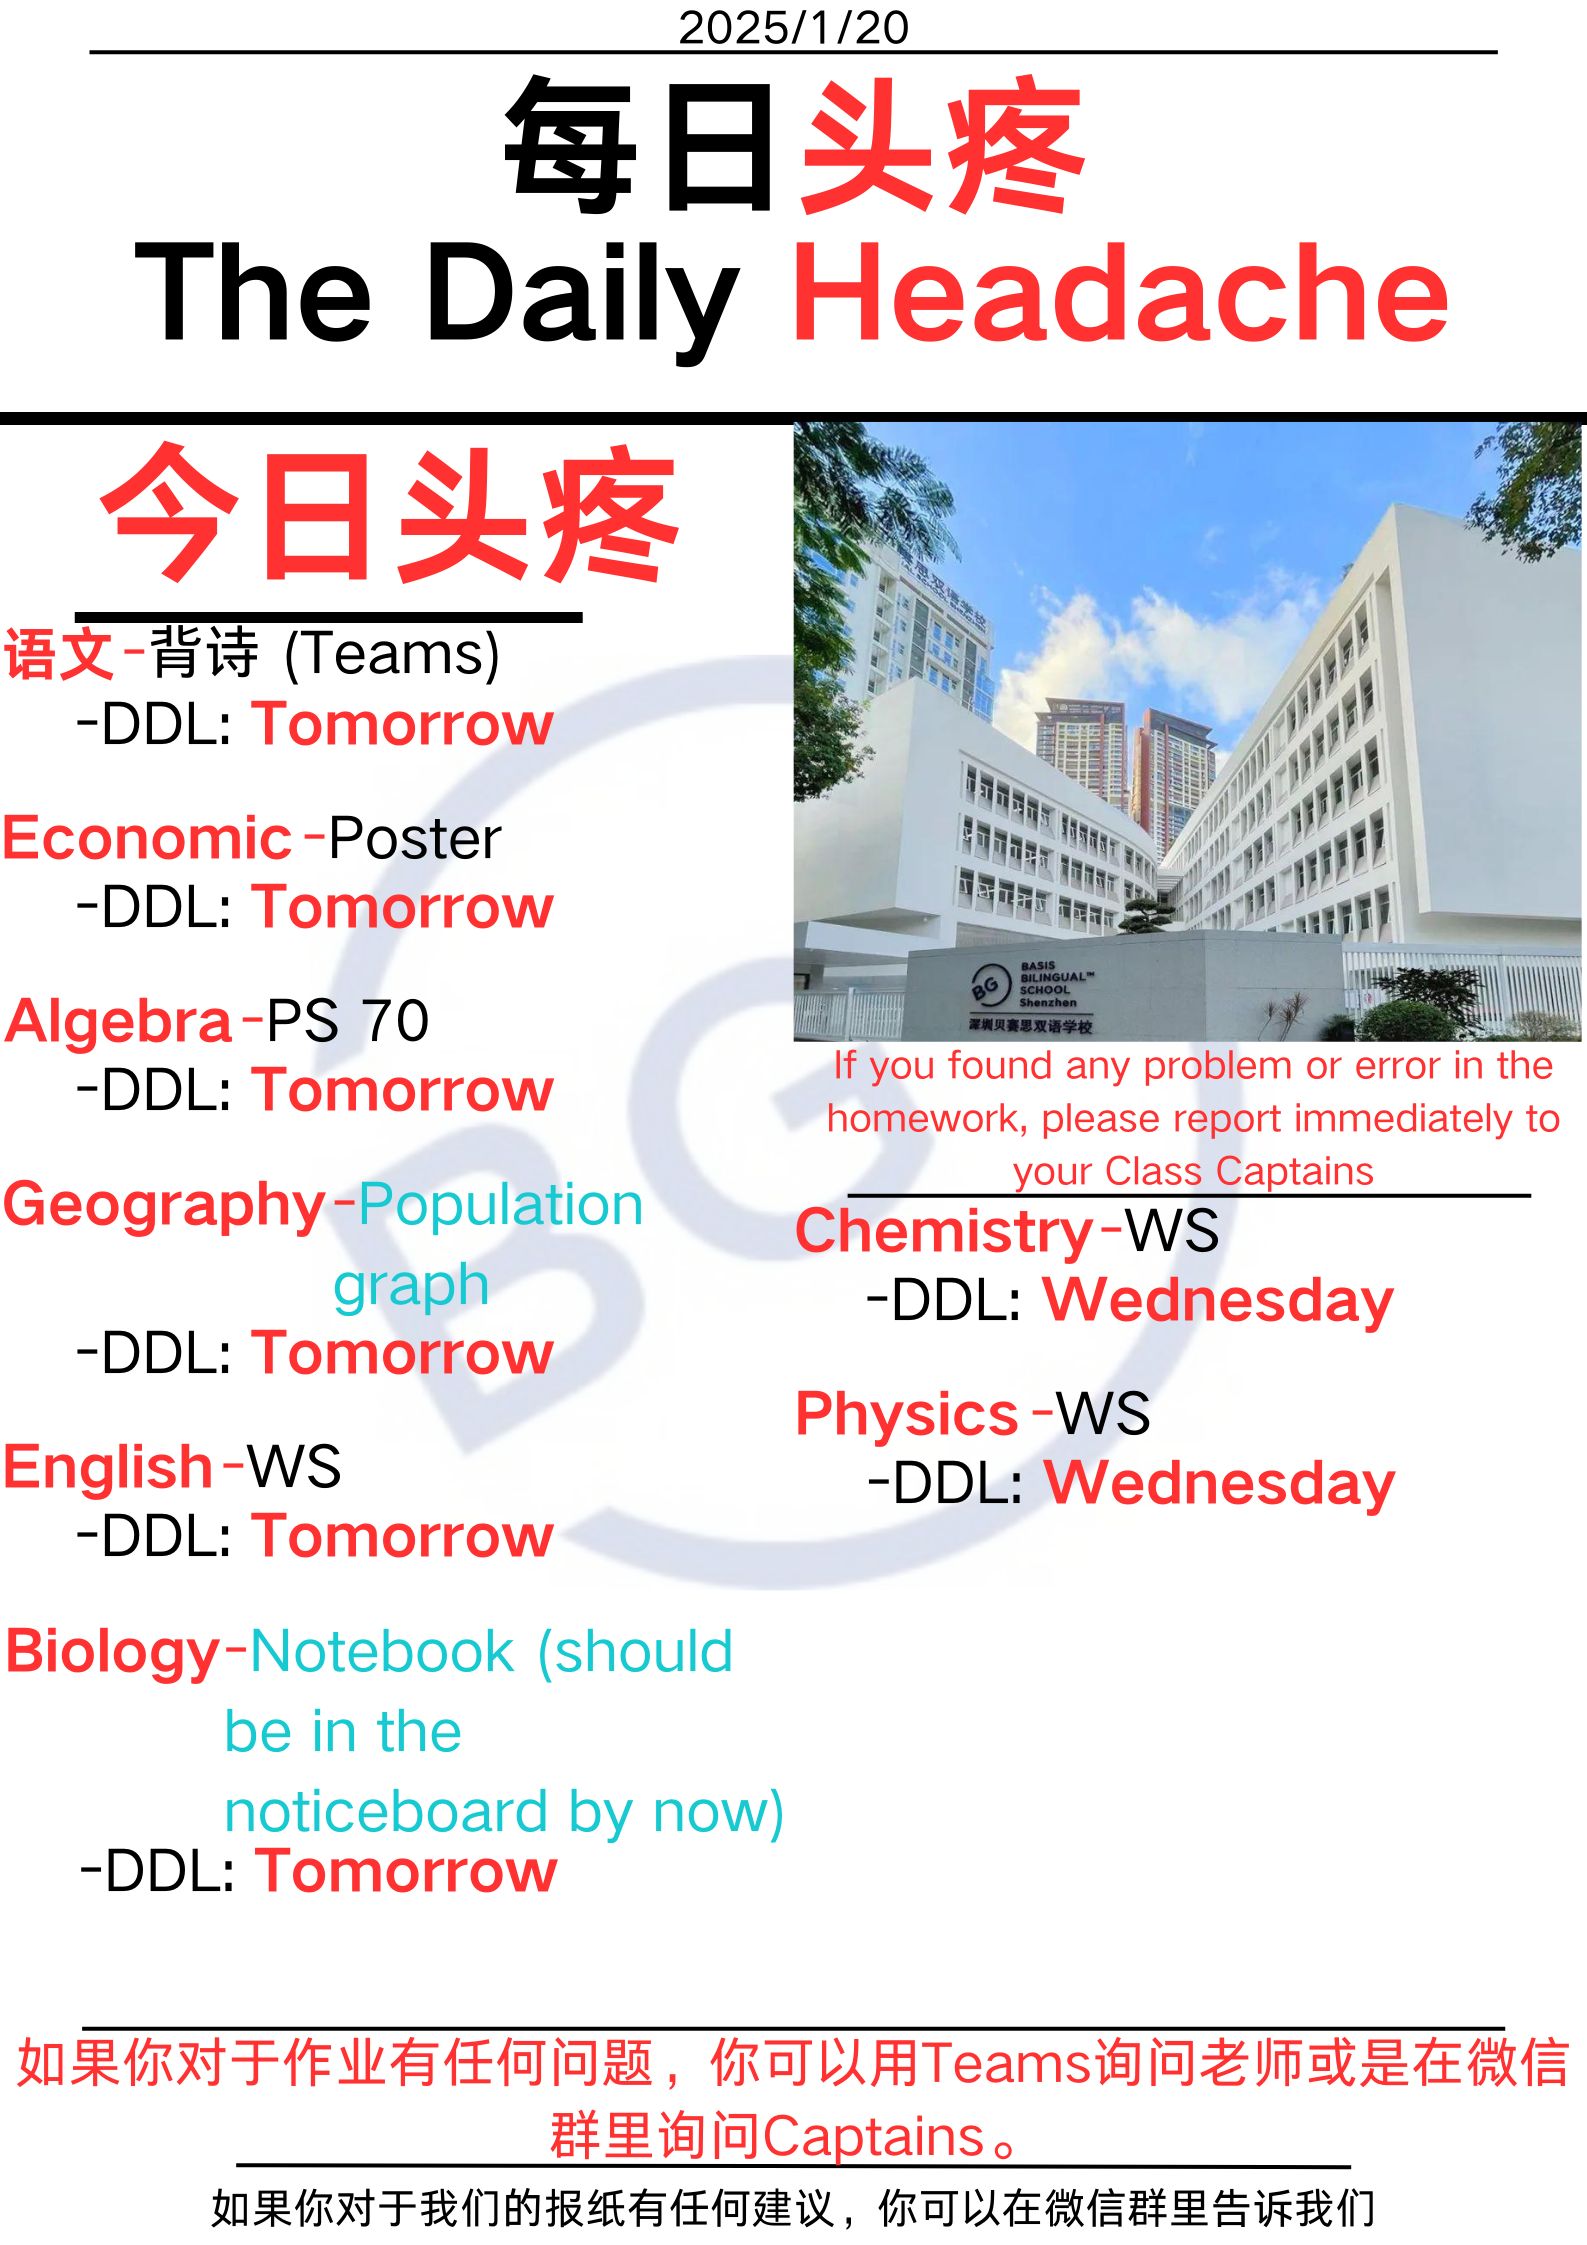 2025/1/20
每日头疼
The Daily Headache
今日头疼
语文-背诗 (Teams)
-DDL: Tomorrow
Economic-Poster
-DDL: Tomorrow
Algebra-PS 70
-DDL: Tomorrow
Geography-Population
graph
-DDL: Tomorrow
English-WS
-DDL: Tomorrow
Biology-Notebook (should
be in the
noticeboard by now)
-DDL: Tomorrow
思双语学校
BG
BASIS
BILINGUAL™
SCHOOL
Shenzhen
深圳贝赛思双语学校
If you found any problem or error in the
homework, please report immediately to
your Class Captains
Chemistry-WS
-DDL: Wednesday
Physics-WS
-DDL: Wednesday
BG
如果你对于作业有任何问题，你可以用Teams询问老师或是在微信
群里询问Captains。
如果你对于我们的报纸有任何建议，你可以在微信群里告诉我们